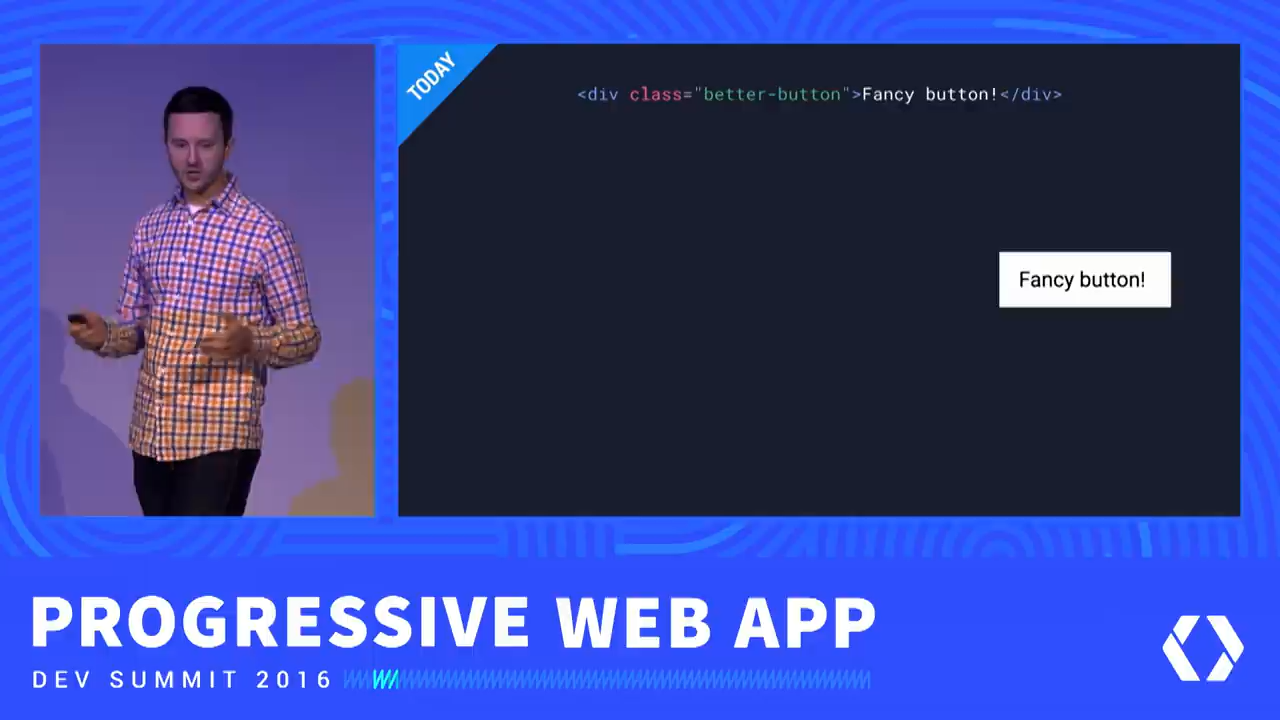 TODAY
<div class="better-button">Fancy button!</div>
Fancy button!
PROGRESSIVE WEB APP
DEV SUMMIT 2016